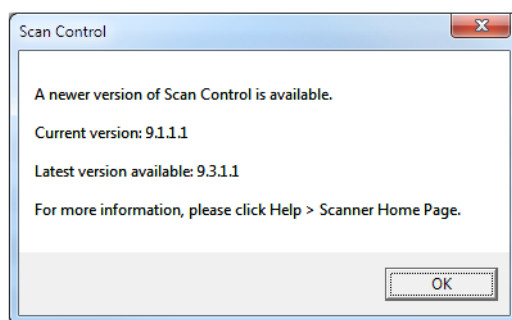 Scan Control
A newer version of Scan Control is available.
Current version: 9.1.1.1
Latest version available: 9.3.1.1
For more information, please click Help > Scanner Home Page.
OK